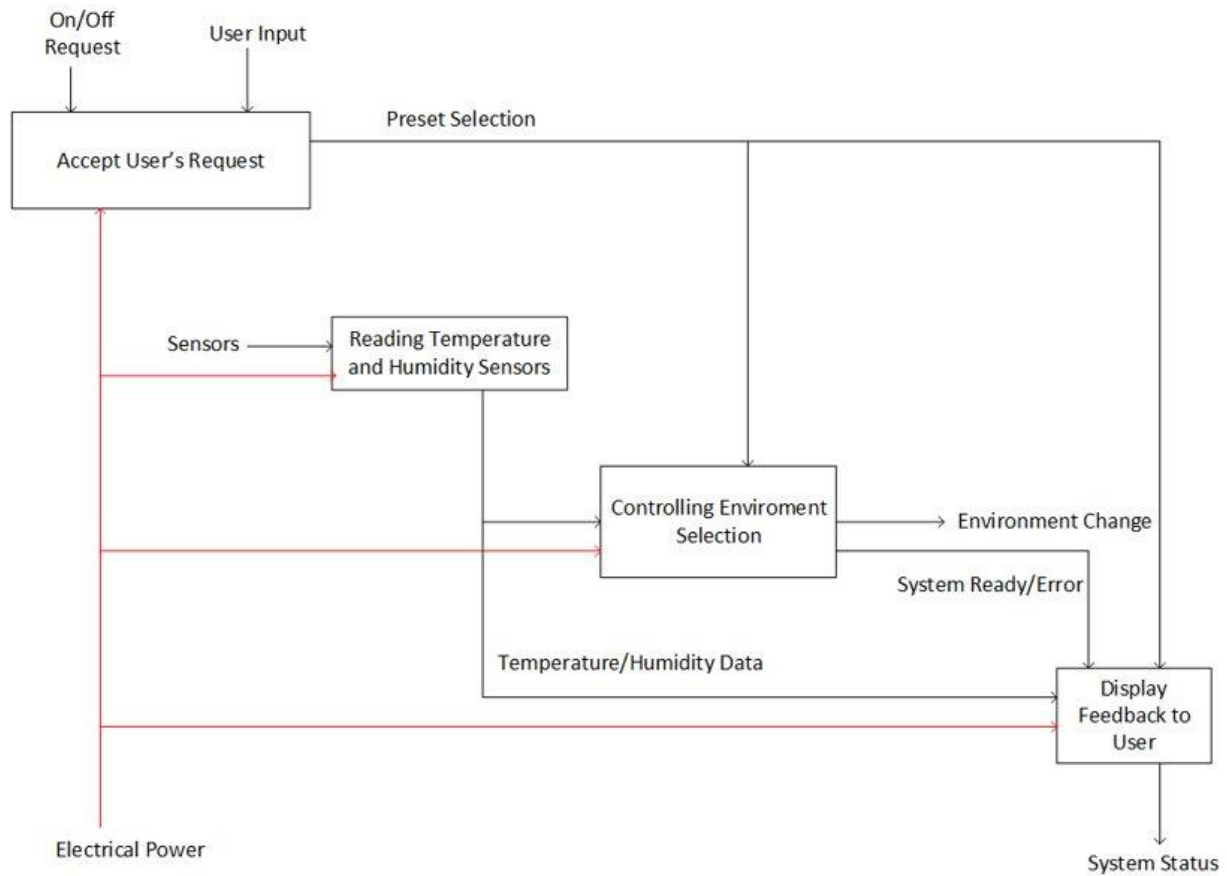 On/Off
Request
User Input
Preset Selection
Accept User's Request
Sensors
Reading Temperature
and Humidity Sensors
Controlling Enviroment
Selection
Environment Change
System Ready/Error
Temperature/Humidity Data
Display
Feedback to
User
Electrical Power
System Status